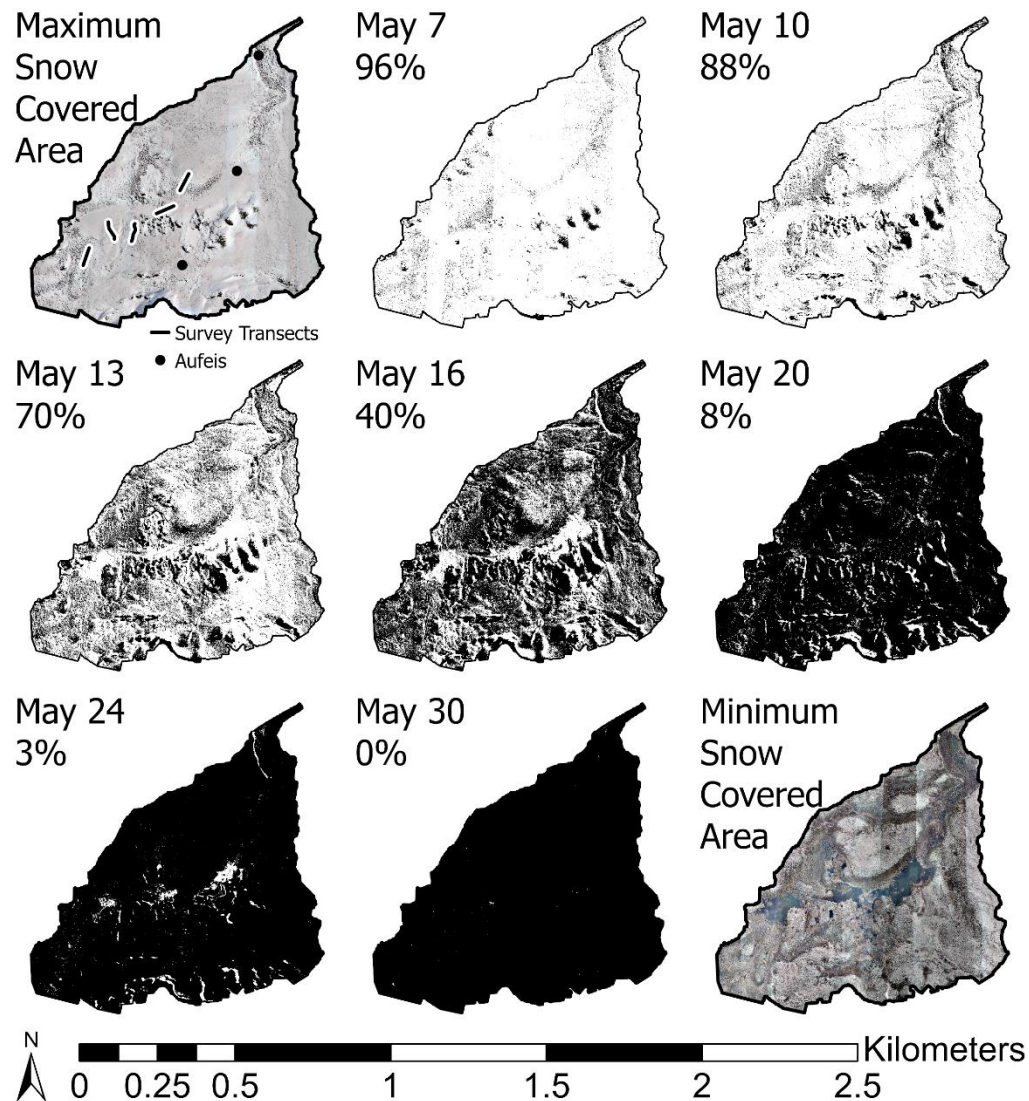 Maximum
Snow
Covered
Area
Survey Transects
Aufeis
May 7
96%
May 10
88%
May 13
70%
May 16
40%
May 20
8%
May 24
3%
May 30
0%
Minimum
Snow
Covered
Area
N
Kilometers
0 0.25 0.5 1 1.5 2 2.5